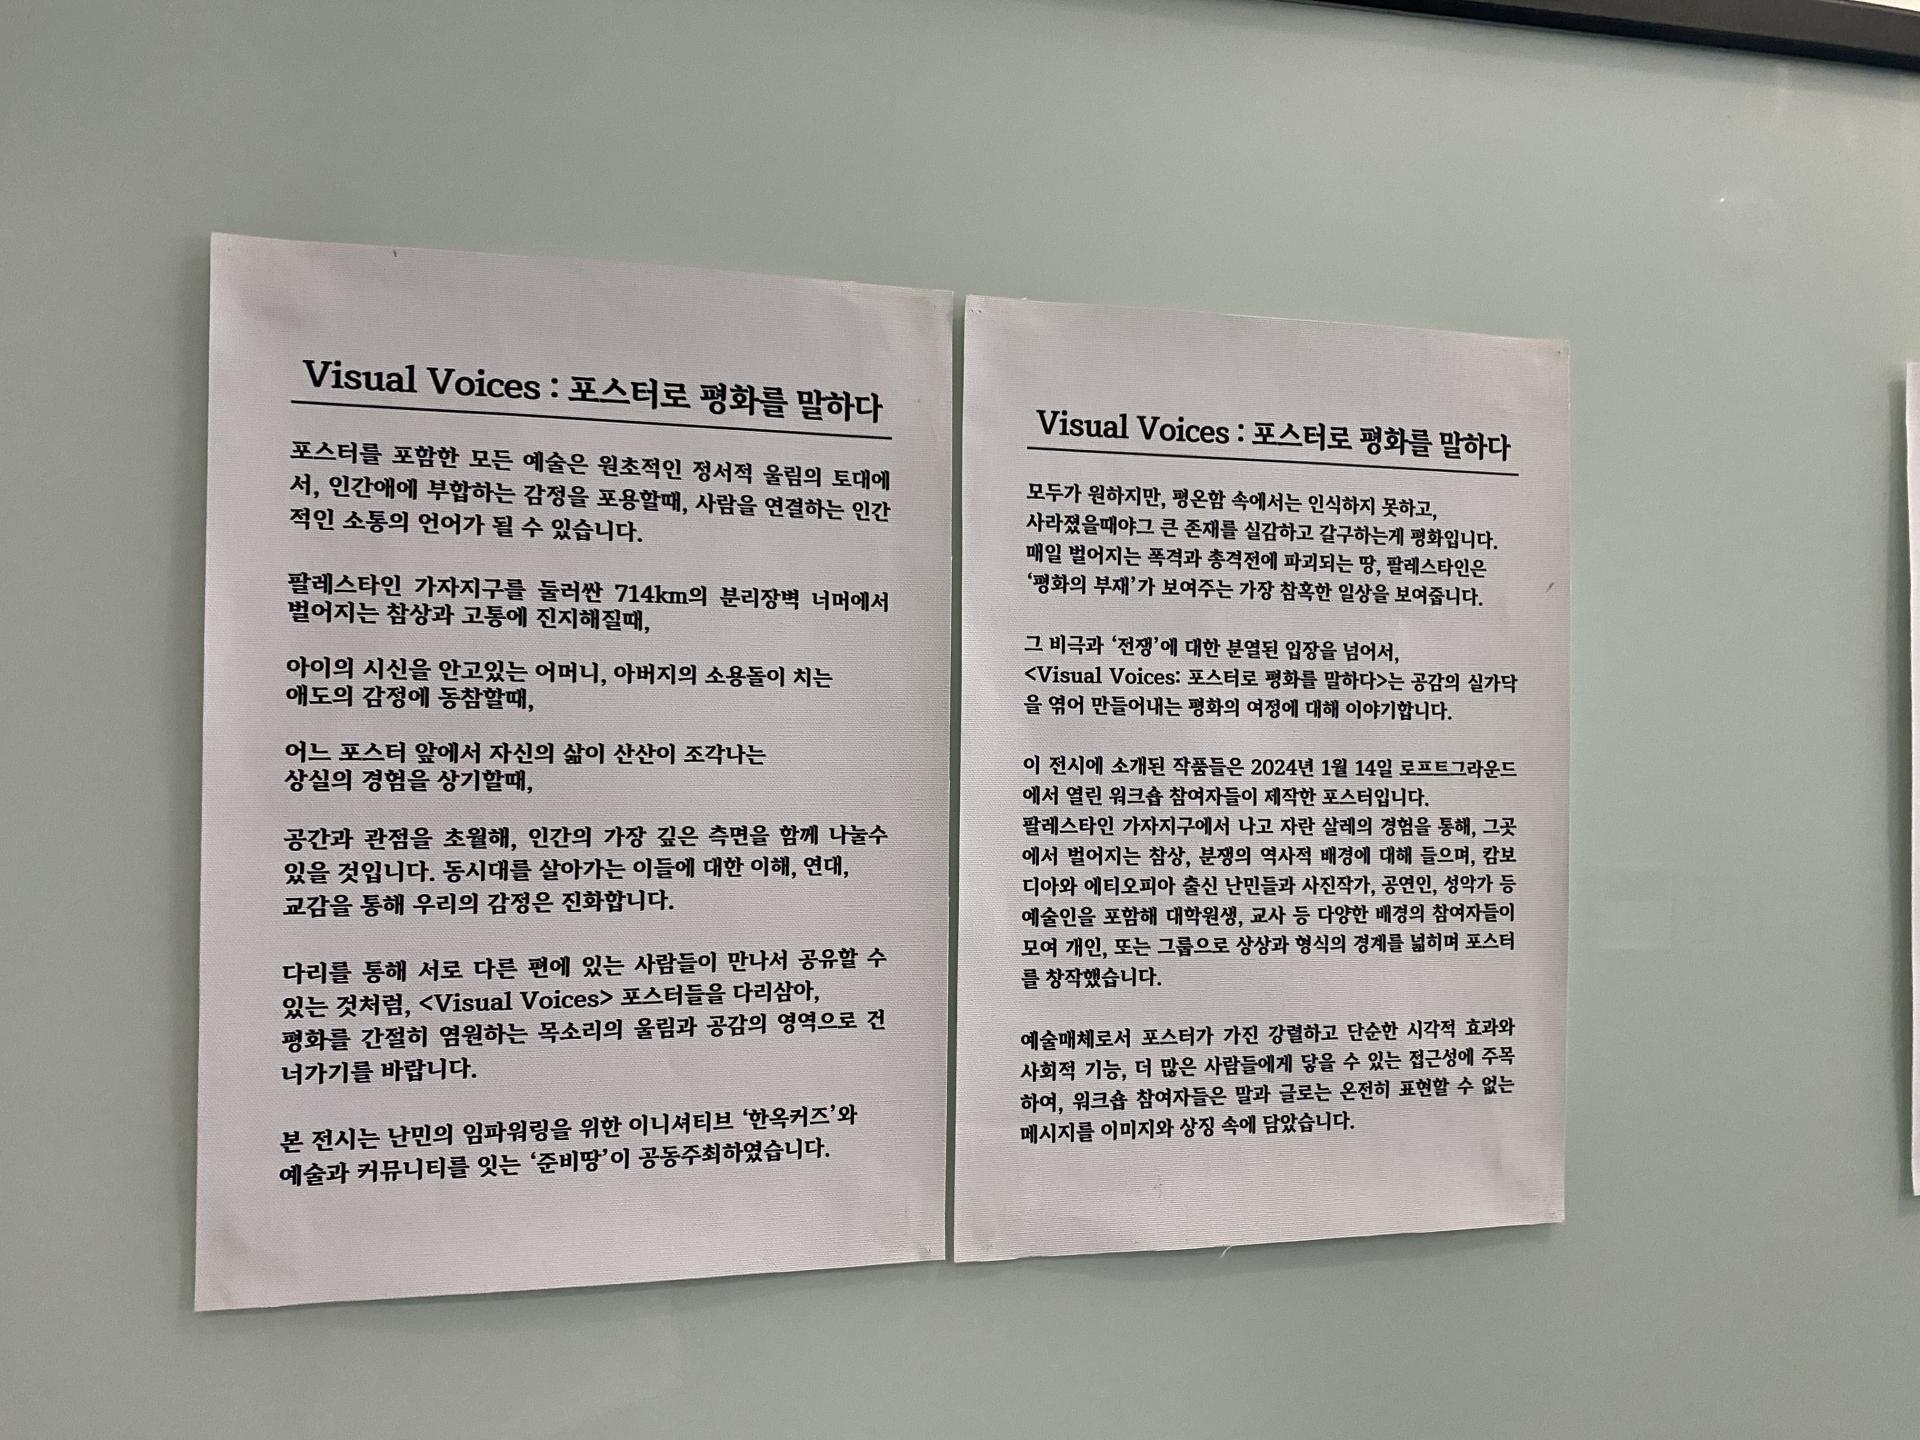 Visual Voices : 포스터로 평화를 말하다
포스터를 포함한 모든 예술은 원초적인 정서적 울림의 토대에
서, 인간애에 부합하는 감정을 포용할때, 사람을 연결하는 인간
적인 소통의 언어가 될 수 있습니다.
팔레스타인 가자지구를 둘러싼 714km의 분리장벽 너머에서
벌어지는 참상과 고통에 진지해질때,
아이의 시신을 안고있는 어머니, 아버지의 소용돌이 치는
애도의 감정에 동참할때,
어느 포스터 앞에서 자신의 삶이 산산이 조각나는
상실의 경험을 상기할때,
공간과 관점을 초월해, 인간의 가장 깊은 측면을 함께 나눌수
있을 것입니다. 동시대를 살아가는 이들에 대한 이해, 연대,
교감을 통해 우리의 감정은 진화합니다.
다리를 통해 서로 다른 편에 있는 사람들이 만나서 공유할 수
있는 것처럼, <Visual Voices> 포스터들을 다리삼아,
평화를 간절히 염원하는 목소리의 울림과 공감의 영역으로 건
너가기를 바랍니다.
본 전시는 난민의 임파워링을 위한 이니셔티브 ‘한옥커즈’와
예술과 커뮤니티를 잇는 ‘준비땅’이 공동주최하였습니다.
Visual Voices : 포스터로 평화를 말하다
모두가 원하지만, 평온함 속에서는 인식하지 못하고,
사라졌을때야그 큰 존재를 실감하고 갈구하는게 평화입니다.
매일 벌어지는 폭격과 총격전에 파괴되는 땅, 팔레스타인은
‘평화의 부재’가 보여주는 가장 참혹한 일상을 보여줍니다.
그 비극과 ‘전쟁’에 대한 분열된 입장을 넘어서,
<Visual Voices: 포스터로 평화를 말하다>는 공감의 실가닥
을 엮어 만들어내는 평화의 여정에 대해 이야기합니다.
이 전시에 소개된 작품들은 2024년 1월 14일 로프트그라운드
에서 열린 워크숍 참여자들이 제작한 포스터입니다.
팔레스타인 가자지구에서 나고 자란 살레의 경험을 통해, 그곳
에서 벌어지는 참상, 분쟁의 역사적 배경에 대해 들으며, 캄보
디아와 에티오피아 출신 난민들과 사진작가, 공연인, 성악가 등
예술인을 포함해 대학원생, 교사 등 다양한 배경의 참여자들이
모여 개인, 또는 그룹으로 상상과 형식의 경계를 넓히며 포스터
를 창작했습니다.
예술매체로서 포스터가 가진 강렬하고 단순한 시각적 효과와
사회적 기능, 더 많은 사람들에게 닿을 수 있는 접근성에 주목
하여, 워크숍 참여자들은 말과 글로는 온전히 표현할 수 없는
메시지를 이미지와 상징 속에 담았습니다.